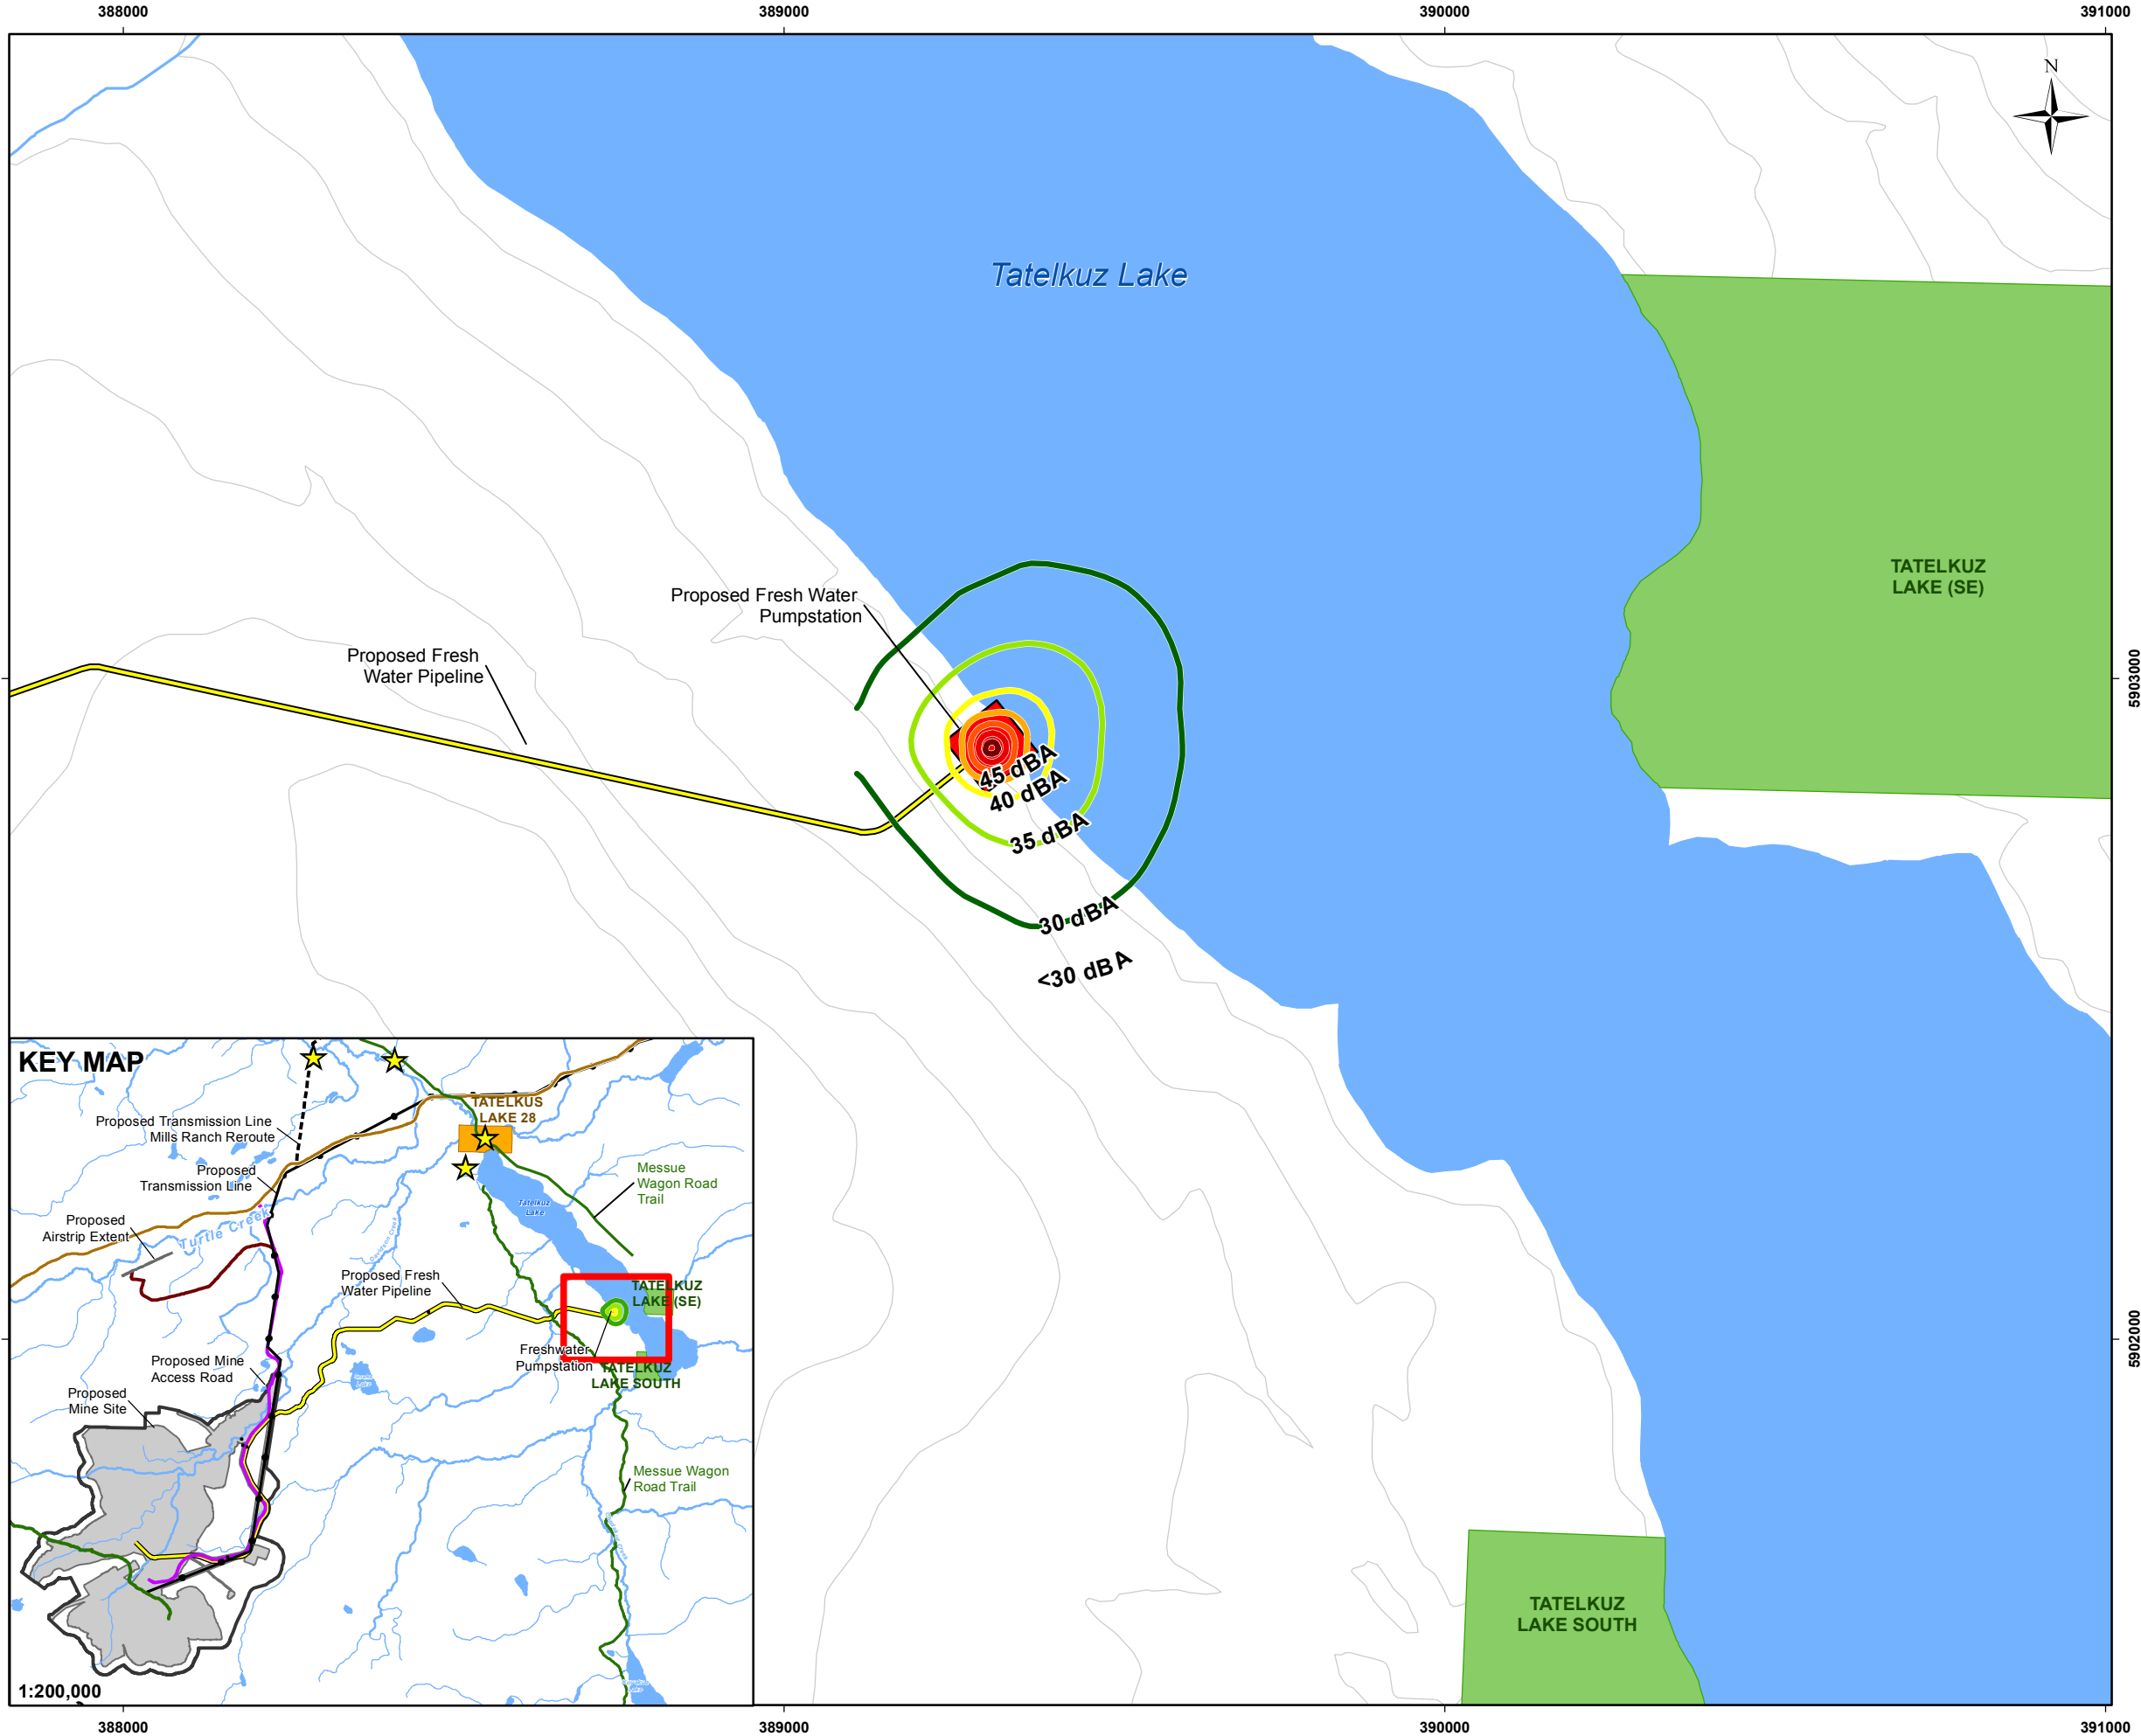 388000
389000
390000
391000
N
Tatelkuz Lake
TATELKUZ
LAKE (SE)
Proposed Fresh Water
Pumpstation
Proposed Fresh
Water Pipeline
5903000
45 dBA
40 dBA
35 dBA
30 dBA
<30 dBA
KEY MAP
TATELKUS
LAKE 28
Proposed Transmission Line
Mills Ranch Reroute
Proposed
Transmission Line
Messue
Wagon Road
Trail
Tatelkuz
Lake
Proposed
Airstrip Extent
Turtle Creek
Davidson Creek
Proposed Fresh
Water Pipeline
TATELKUZ
LAKE (SE)
Freshwater
Pumpstation
TATELKUZ
LAKE SOUTH
Proposed Mine
Access Road
Proposed
Mine Site
Messue Wagon
Road Trail
1:200,000
5902000
TATELKUZ
LAKE SOUTH
388000
389000
390000
391000